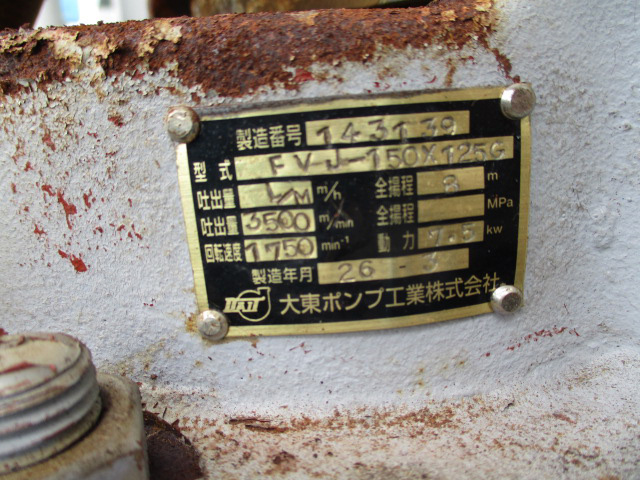 製造番号 143139
型式 FVJ-150X125G
吐出量 L/M m³/h 全揚程 8 m
吐出量 3500 m³/min 全揚程 MPa
回転速度 1750 min⁻¹ 動力 7.5 kw
製造年月 26-3
大東ポンプ工業株式会社